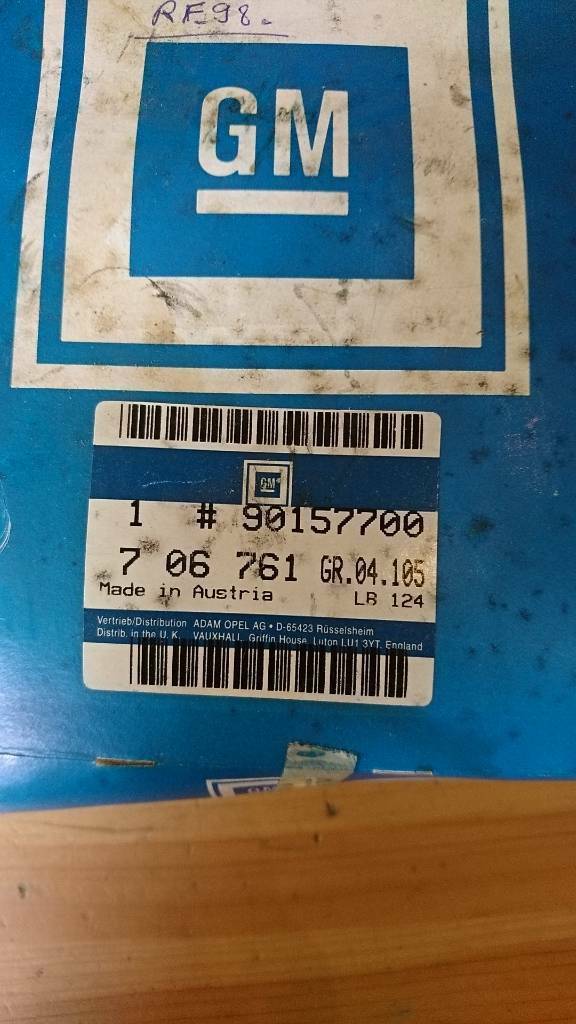 RF98.
GM
GM
1 # 90157700
7 06 761 GR.04.105
Made in Austria LB 124
Vertrieb/Distribution ADAM OPEL AG • D-65423 Rüsselsheim
Distrib. in the U. K. VAUXHALL, Griffin House, Luton LU1 3YT, England
GM